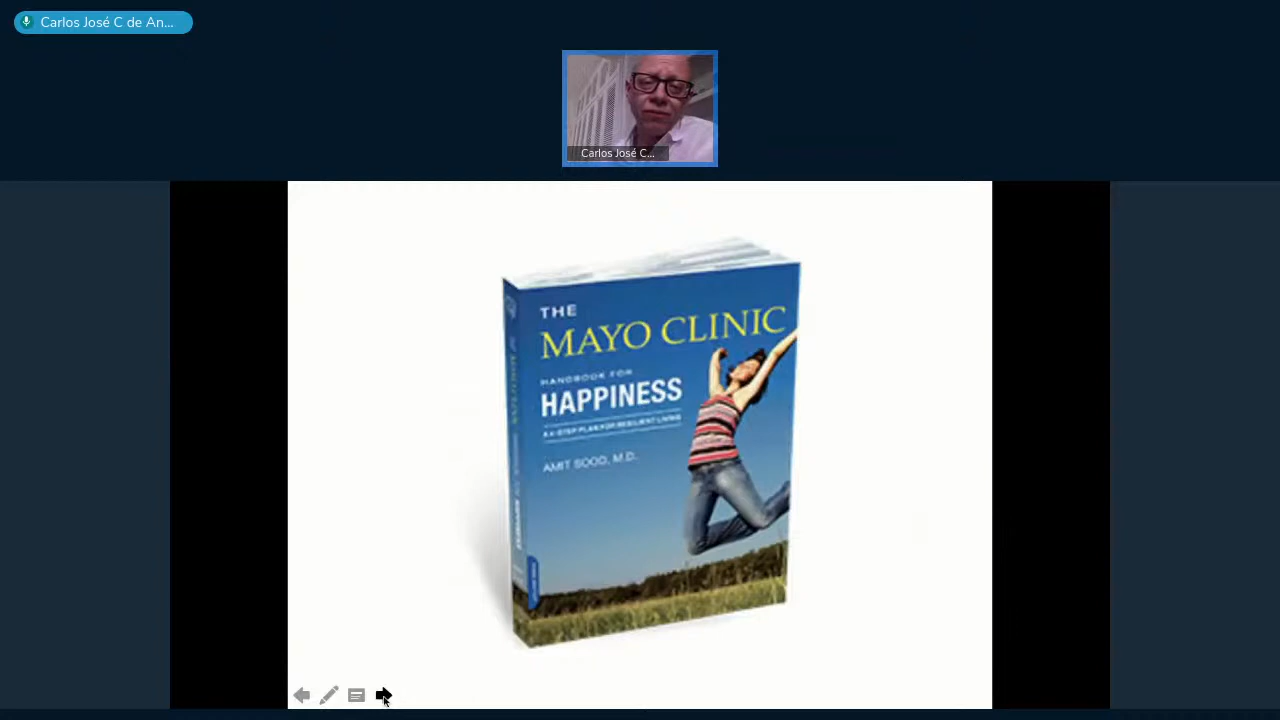 Carlos José C de An...
Carlos José C...
THE
MAYO CLINIC
HANDBOOK FOR
HAPPINESS
A 4-STEP PLAN FOR RESILIENT LIVING
AMIT SOOD, M.D.